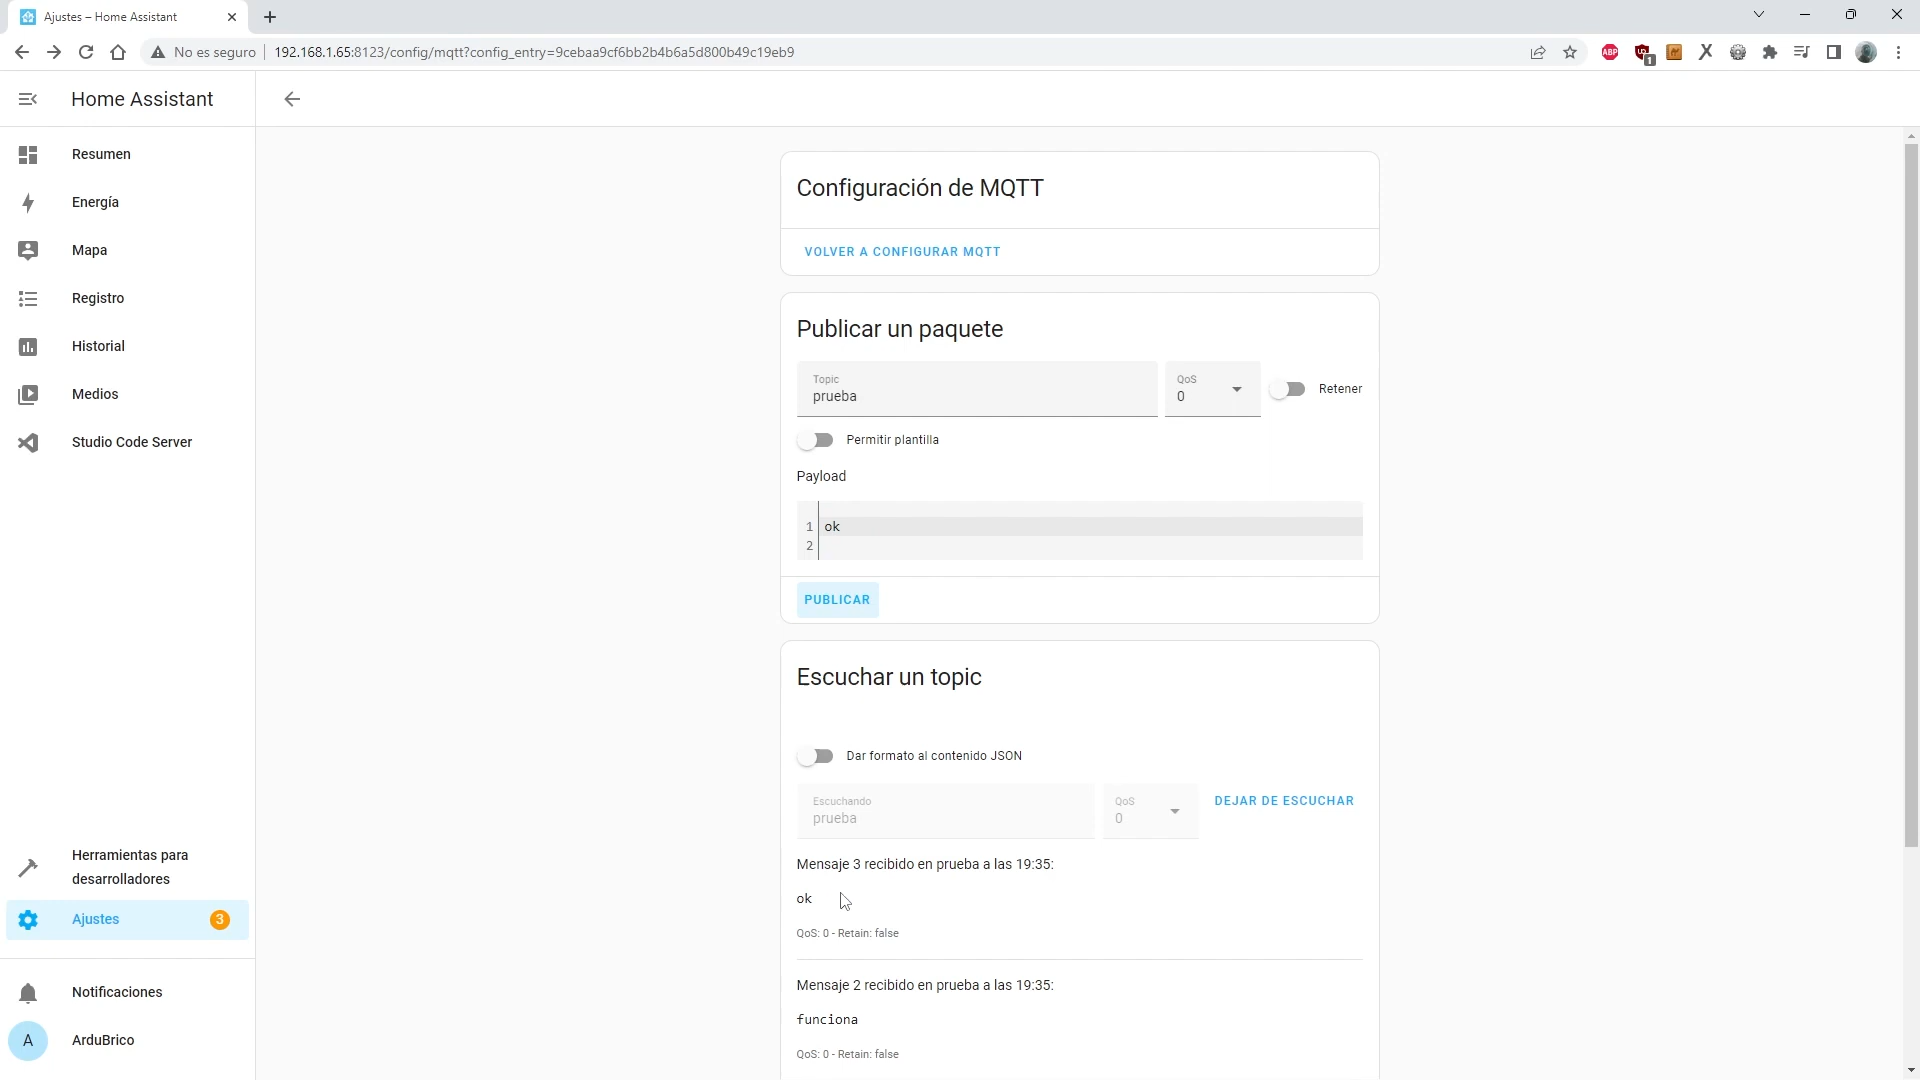 Ajustes – Home Assistant
No es seguro
192.168.1.65:8123/config/mqtt?config_entry=9cebaa9cf6bb2b4b6a5d800b49c19eb9
ABP
1
Home Assistant
Resumen
Energía
Mapa
Registro
Historial
Medios
Studio Code Server
Herramientas para
desarrolladores
Ajustes
3
Notificaciones
A
ArduBrico
Configuración de MQTT
VOLVER A CONFIGURAR MQTT
Publicar un paquete
Topic
prueba
QoS
0
Retener
Permitir plantilla
Payload
1 ok
2
PUBLICAR
Escuchar un topic
Dar formato al contenido JSON
Escuchando
prueba
QoS
0
DEJAR DE ESCUCHAR
Mensaje 3 recibido en prueba a las 19:35:
ok
QoS: 0 - Retain: false
Mensaje 2 recibido en prueba a las 19:35:
funciona
QoS: 0 - Retain: false